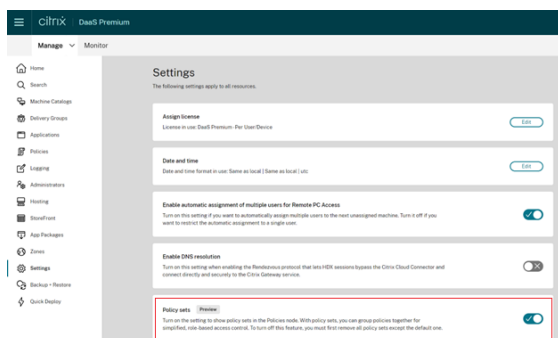 citrix | DaaS Premium
Manage Monitor
Home
Search
Machine Catalogs
Delivery Groups
Applications
Policies
Logging
Administrators
Hosting
StoreFront
App Packages
Zones
Settings
Backup + Restore
Quick Deploy
Settings
The following settings apply to all resources.
Assign license
License in use: DaaS Premium- Per User/Device
Edit
Date and time
Date and time format in use: Same as local | Same as local | utc
Edit
Enable automatic assignment of multiple users for Remote PC Access
Turn on this setting if you want to automatically assign multiple users to the next unassigned machine. Turn it off if you
want to restrict the automatic assignment to a single user.
Enable DNS resolution
Turn on this setting when enabling the Rendezvous protocol that lets HDX sessions bypass the Citrix Cloud Connector and
connect directly and securely to the Citrix Gateway service.
Policy sets Preview
Turn on the setting to show policy sets in the Policies node. With policy sets, you can group policies together for
simplified, role-based access control. To turn off this feature, you must first remove all policy sets except the default one.